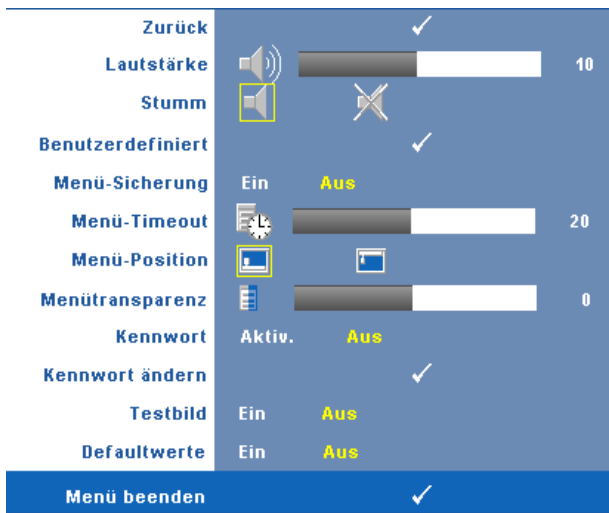 Zurück
Lautstärke 10
Stumm
Benutzerdefiniert
Menü-Sicherung Ein Aus
Menü-Timeout 20
Menü-Position
Menütransparenz 0
Kennwort Aktiv. Aus
Kennwort ändern
Testbild Ein Aus
Defaultwerte Ein Aus
Menü beenden